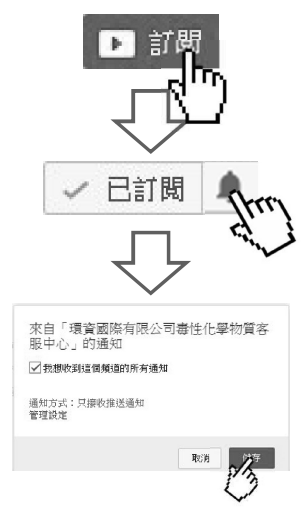 訂閱
已訂閱
來自「環資國際有限公司毒性化學物質客
服中心」的通知
我想收到這個頻道的所有通知
通知方式：只接收推送通知
管理設定
取消
儲存